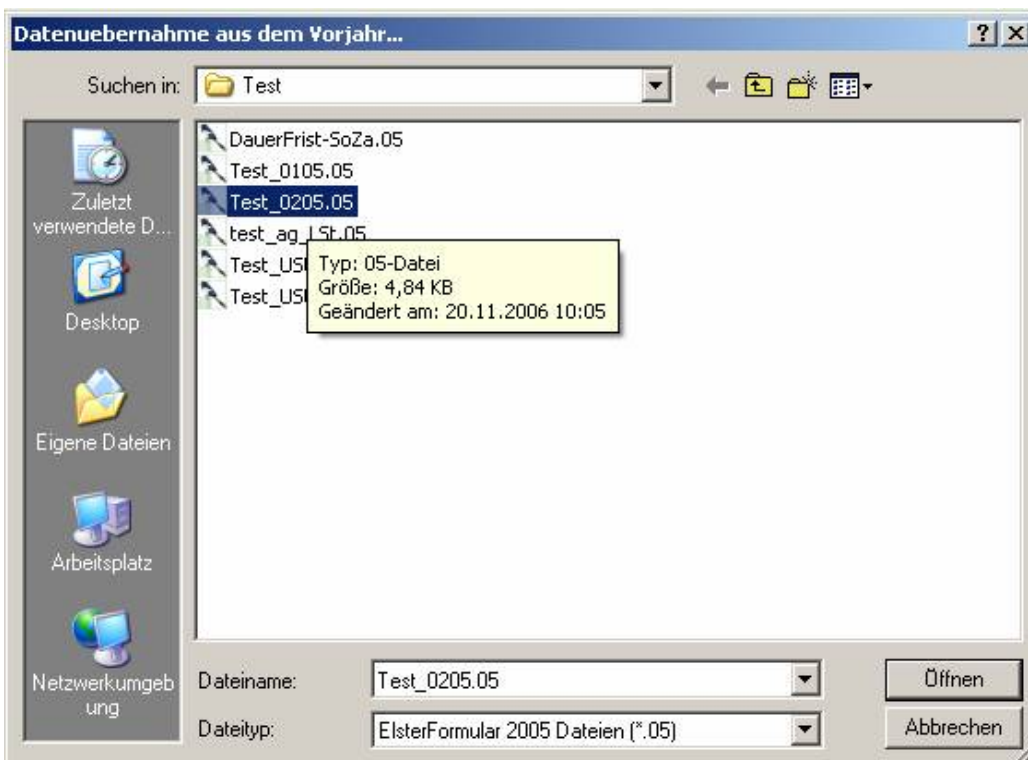 Datenuebernahme aus dem Vorjahr...
Suchen in:
Test
DauerFrist-SoZa.05
Test_0105.05
Test_0205.05
test_ag_LSt.05
Test_US
Test_US
Typ: 05-Datei
Größe: 4,84 KB
Geändert am: 20.11.2006 10:05
Zuletzt
verwendete D...
Desktop
Eigene Dateien
Arbeitsplatz
Netzwerkumgeb
ung
Dateiname:
Test_0205.05
Öffnen
Dateityp:
ElsterFormular 2005 Dateien (*.05)
Abbrechen